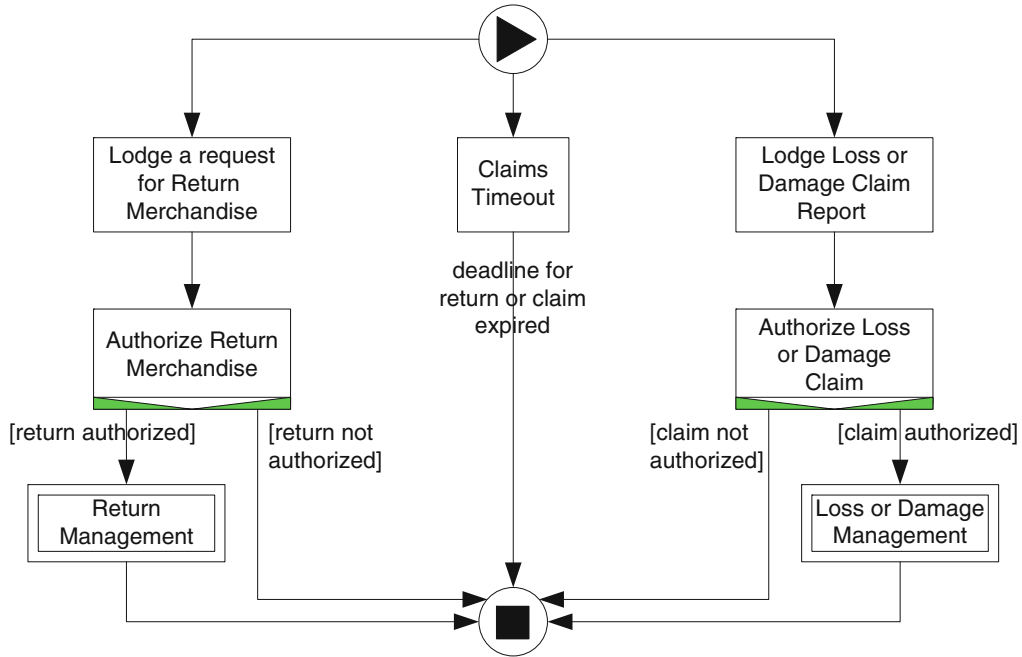 Lodge a request
for Return
Merchandise
Claims
Timeout
Lodge Loss or
Damage Claim
Report
deadline for
return or claim
expired
Authorize Return
Merchandise
Authorize Loss
or Damage
Claim
[return authorized]
[return not
authorized]
[claim not
authorized]
[claim authorized]
Return
Management
Loss or Damage
Management